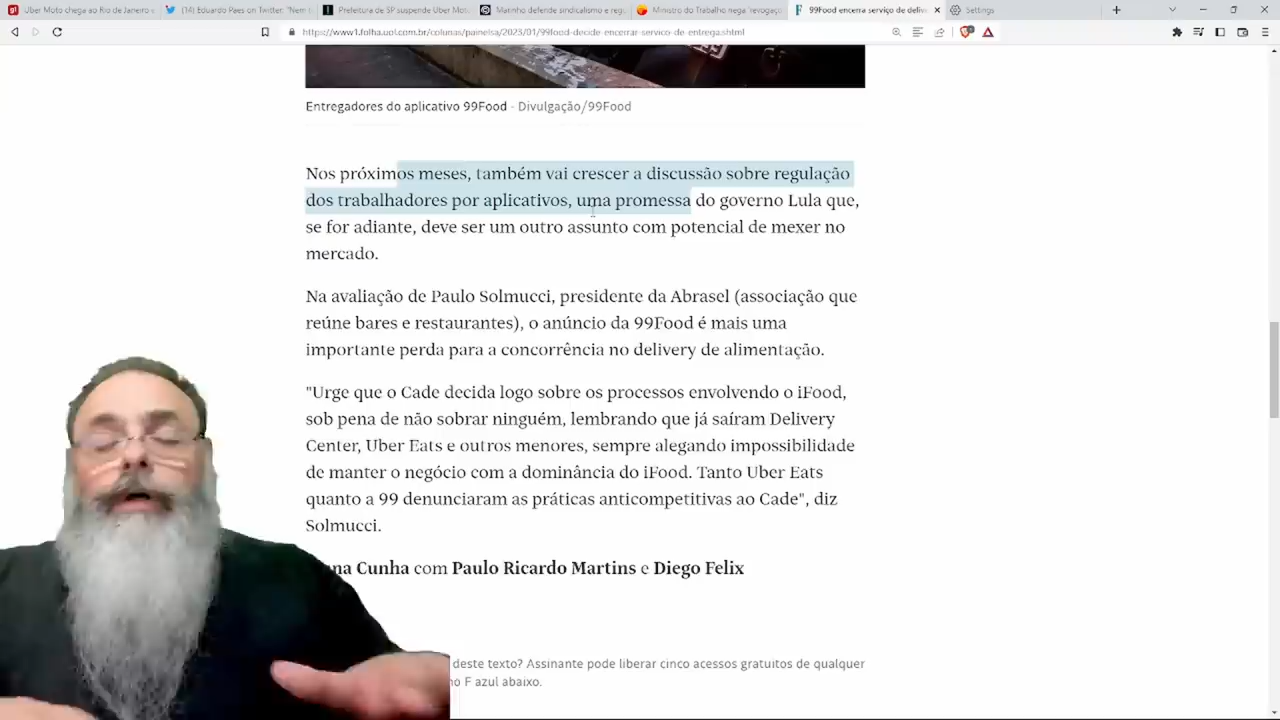 Uber Moto chega ao Rio de Janeiro e
(14) Eduardo Paes on Twitter: "Nem
Prefeitura de SP suspende Uber Mot
Marinho defende sindicalismo e regu
Ministro do Trabalho nega 'revogaço
99Food encerra serviço de deliv
Settings
https://www1.folha.uol.com.br/colunas/painelsa/2023/01/99food-decide-encerrar-servico-de-entrega.shtml
Entregadores do aplicativo 99Food - Divulgação/99Food
Nos próximos meses, também vai crescer a discussão sobre regulação
dos trabalhadores por aplicativos, uma promessa do governo Lula que,
se for adiante, deve ser um outro assunto com potencial de mexer no
mercado.
Na avaliação de Paulo Solmucci, presidente da Abrasel (associação que
reúne bares e restaurantes), o anúncio da 99Food é mais uma
importante perda para a concorrência no delivery de alimentação.
"Urge que o Cade decida logo sobre os processos envolvendo o iFood,
sob pena de não sobrar ninguém, lembrando que já saíram Delivery
Center, Uber Eats e outros menores, sempre alegando impossibilidade
de manter o negócio com a dominância do iFood. Tanto Uber Eats
quanto a 99 denunciaram as práticas anticompetitivas ao Cade", diz
Solmucci.
Cunha com Paulo Ricardo Martins e Diego Felix
deste texto? Assinante pode liberar cinco acessos gratuitos de qualquer
no F azul abaixo.